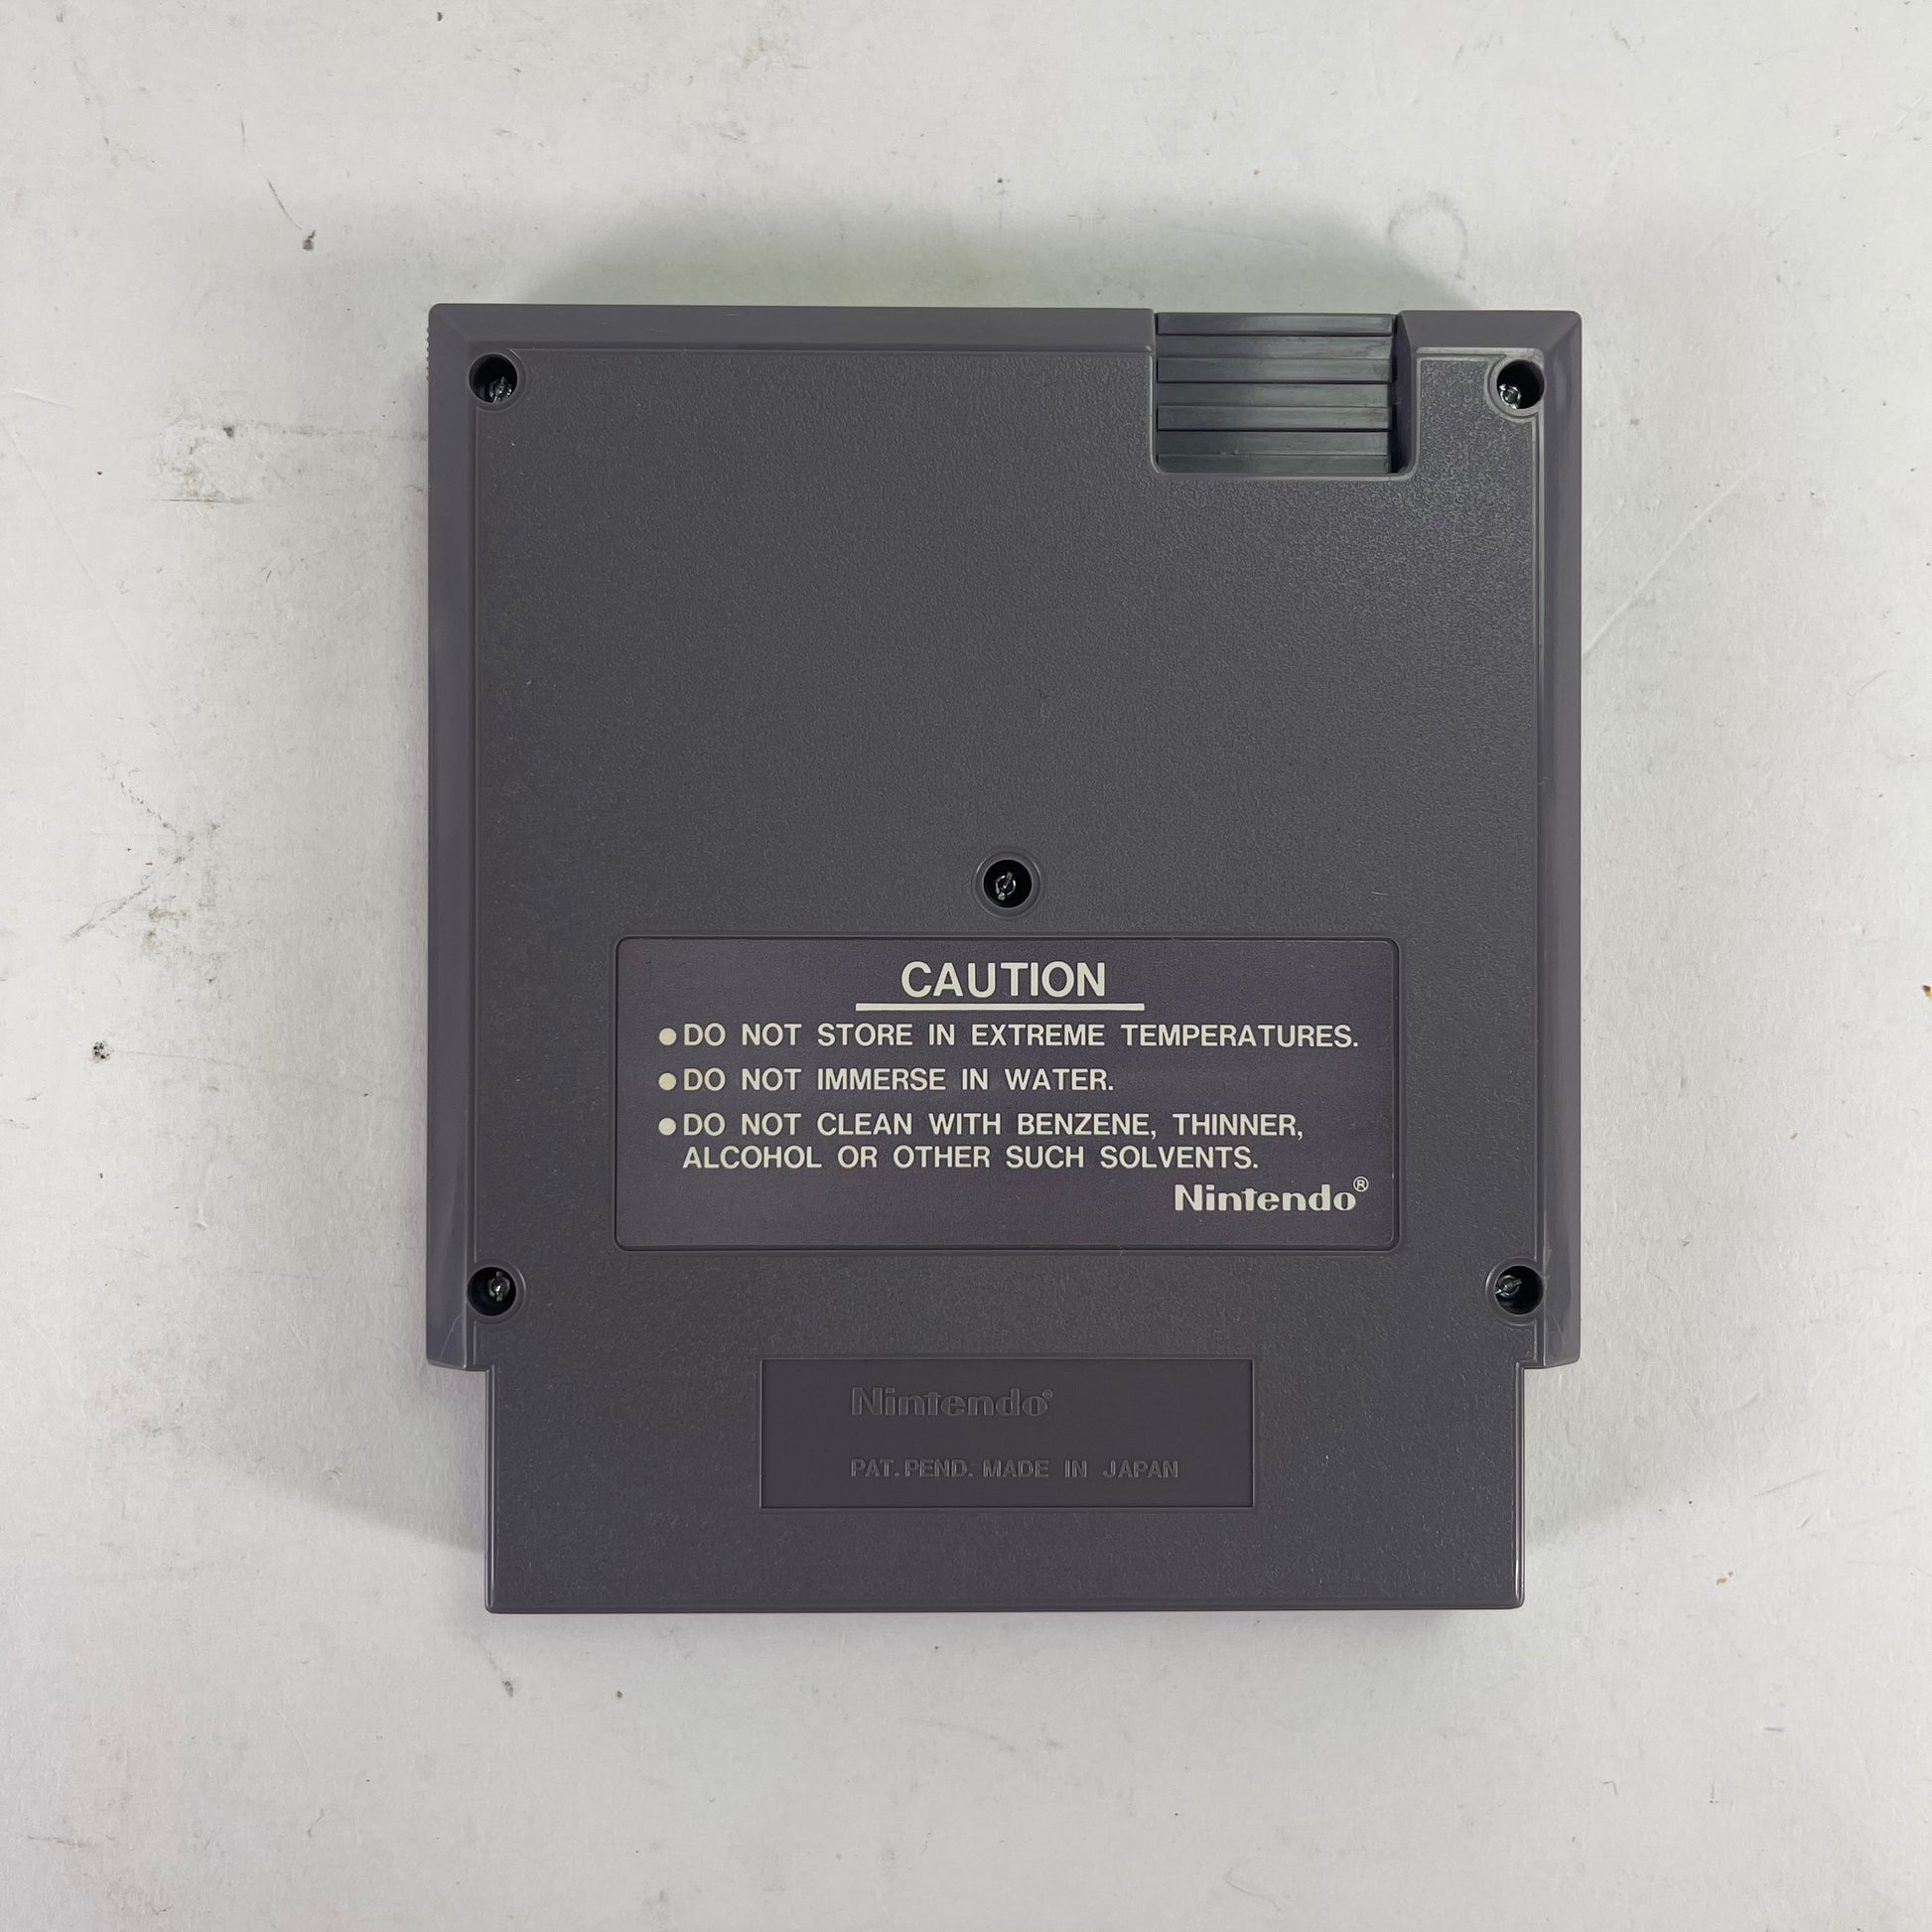 CAUTION
●DO NOT STORE IN EXTREME TEMPERATURES.
●DO NOT IMMERSE IN WATER.
●DO NOT CLEAN WITH BENZENE, THINNER,
ALCOHOL OR OTHER SUCH SOLVENTS.
Nintendo®
Nintendo®
PAT. PEND. MADE IN JAPAN